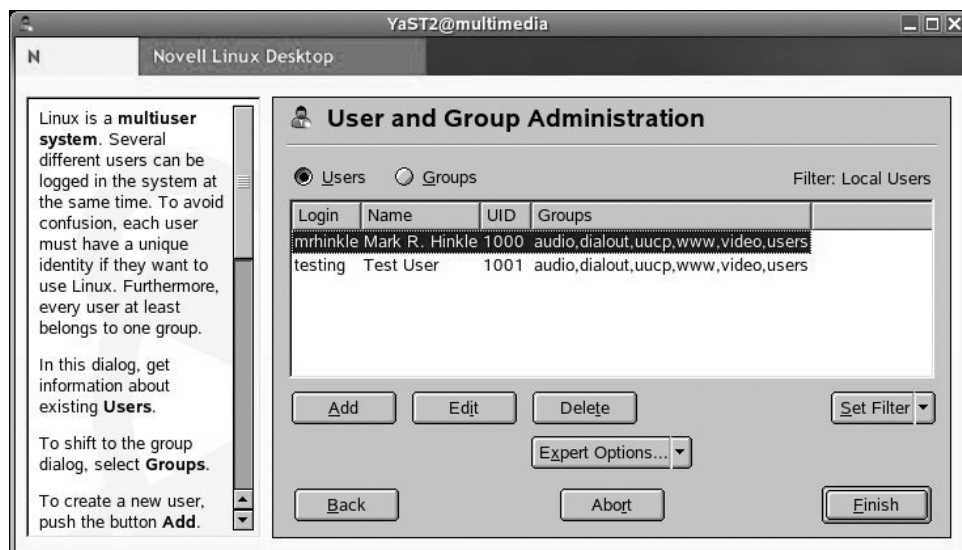 YaST2@multimedia
N
Novell Linux Desktop
Linux is a multiuser
system. Several
different users can be
logged in the system at
the same time. To avoid
confusion, each user
must have a unique
identity if they want to
use Linux. Furthermore,
every user at least
belongs to one group.
In this dialog, get
information about
existing Users.
To shift to the group
dialog, select Groups.
To create a new user,
push the button Add.
User and Group Administration
Users Groups Filter: Local Users
Login Name UID Groups
mrhinkle Mark R. Hinkle 1000 audio,dialout,uucp,www,video,users
testing Test User 1001 audio,dialout,uucp,www,video,users
Add Edit Delete Set Filter
Expert Options...
Back Abort Finish